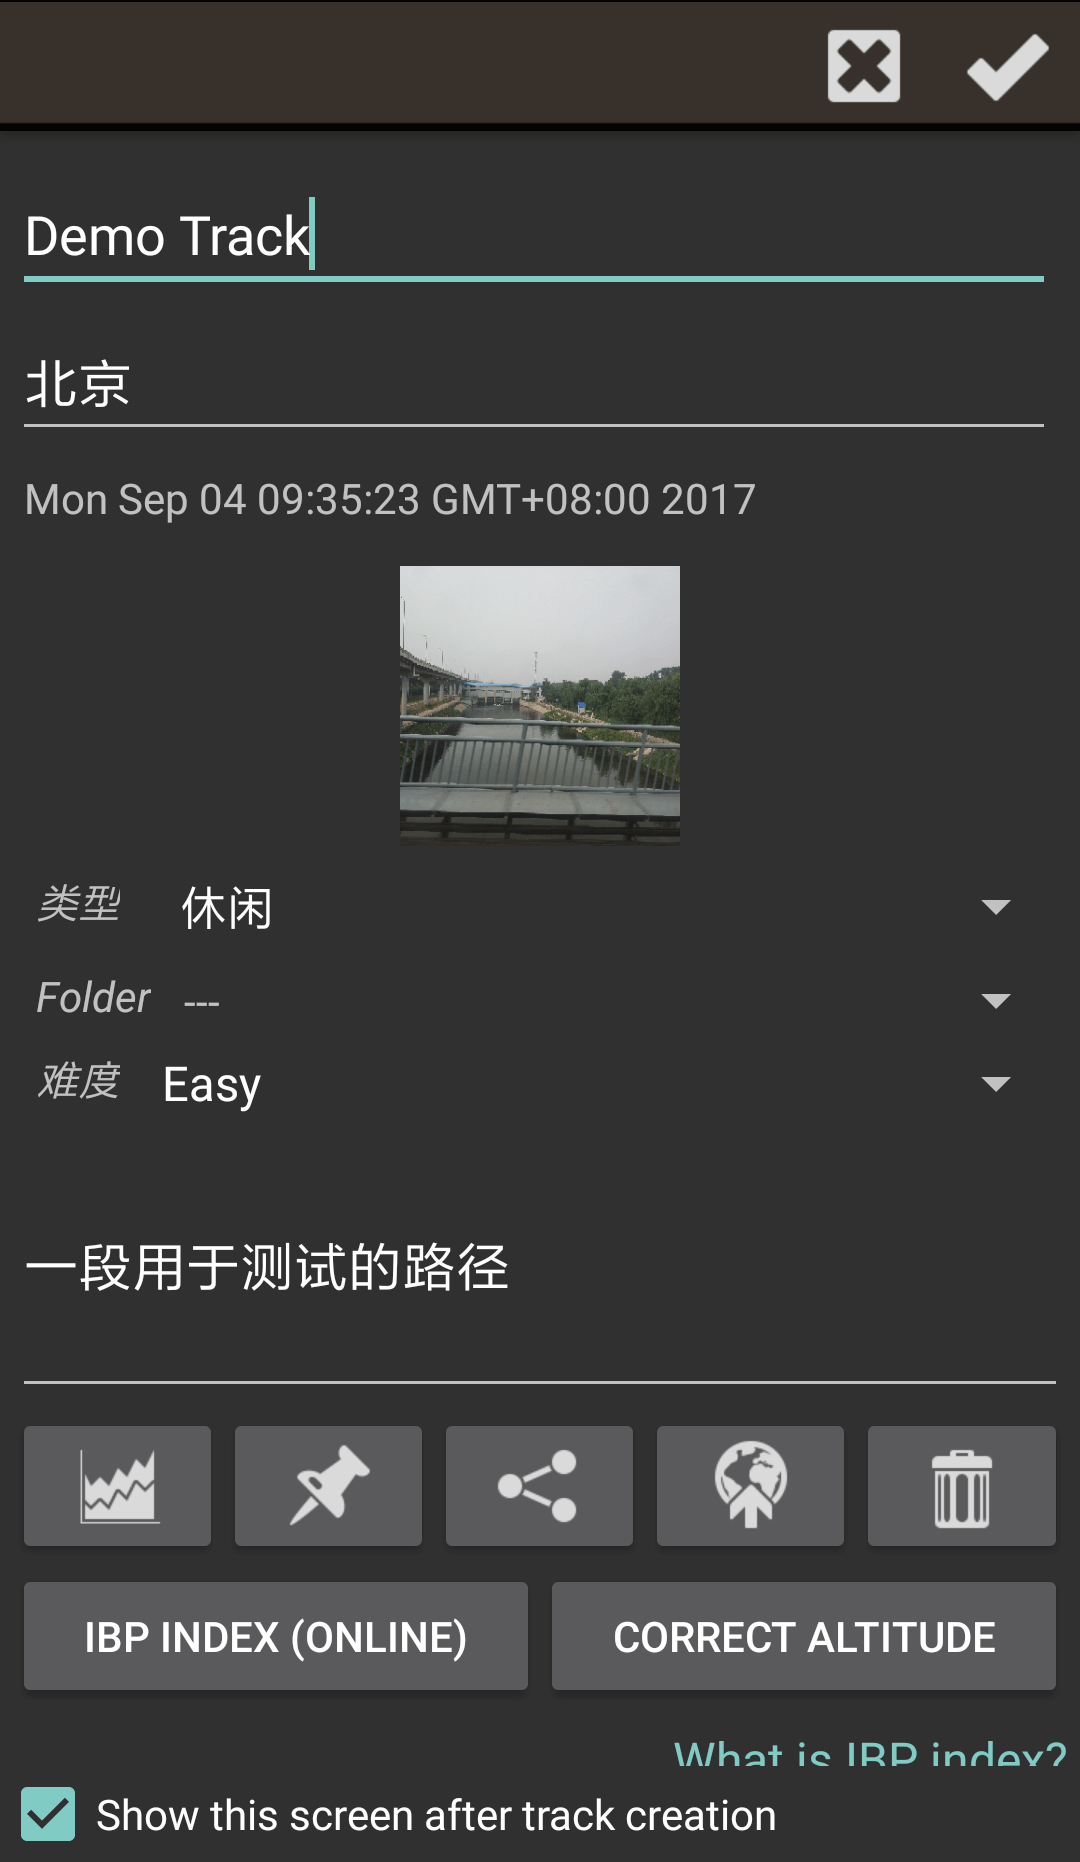 Demo Track
北京
Mon Sep 04 09:35:23 GMT+08:00 2017
类型 休闲
Folder ---
难度 Easy
一段用于测试的路径
IBP INDEX (ONLINE) CORRECT ALTITUDE
What is IBP index?
Show this screen after track creation